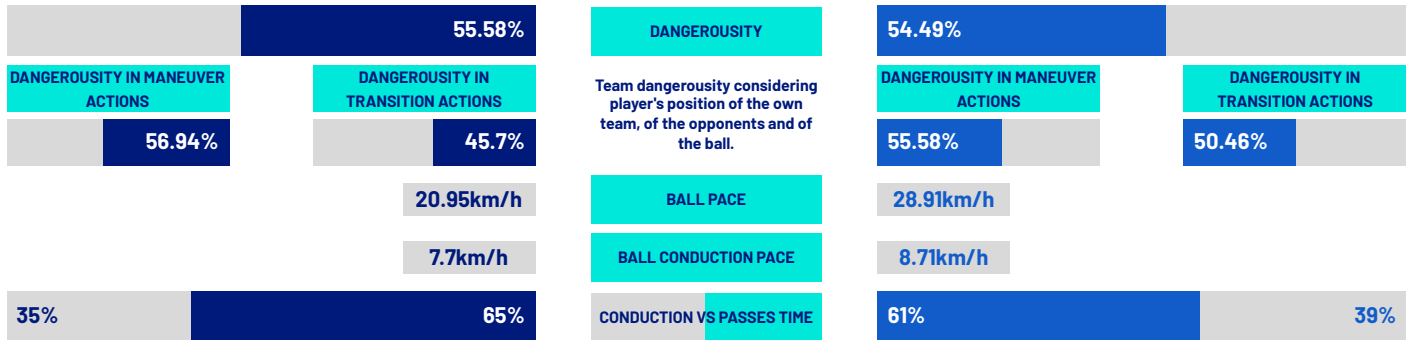 55.58%
DANGEROUSITY
54.49%
DANGEROUSITY IN MANEUVER
ACTIONS
DANGEROUSITY IN
TRANSITION ACTIONS
Team dangerousity considering
player's position of the own
team, of the opponents and of
the ball.
DANGEROUSITY IN MANEUVER
ACTIONS
DANGEROUSITY IN
TRANSITION ACTIONS
56.94%
45.7%
55.58%
50.46%
20.95km/h
BALL PACE
28.91km/h
7.7km/h
BALL CONDUCTION PACE
8.71km/h
35%
65%
CONDUCTION VS PASSES TIME
61%
39%